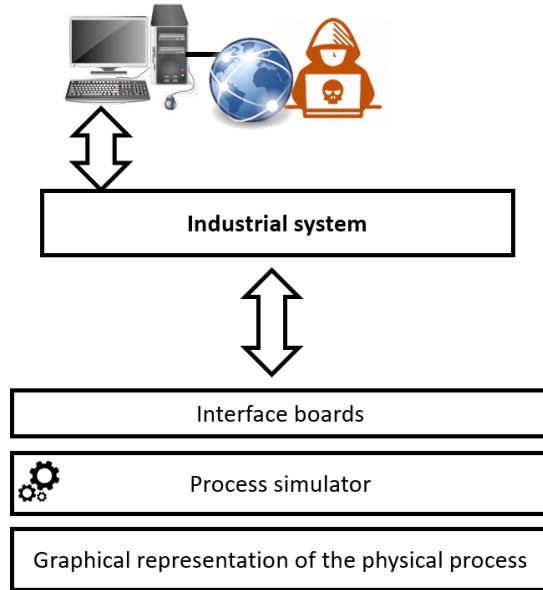 Industrial system
Interface boards
Process simulator
Graphical representation of the physical process